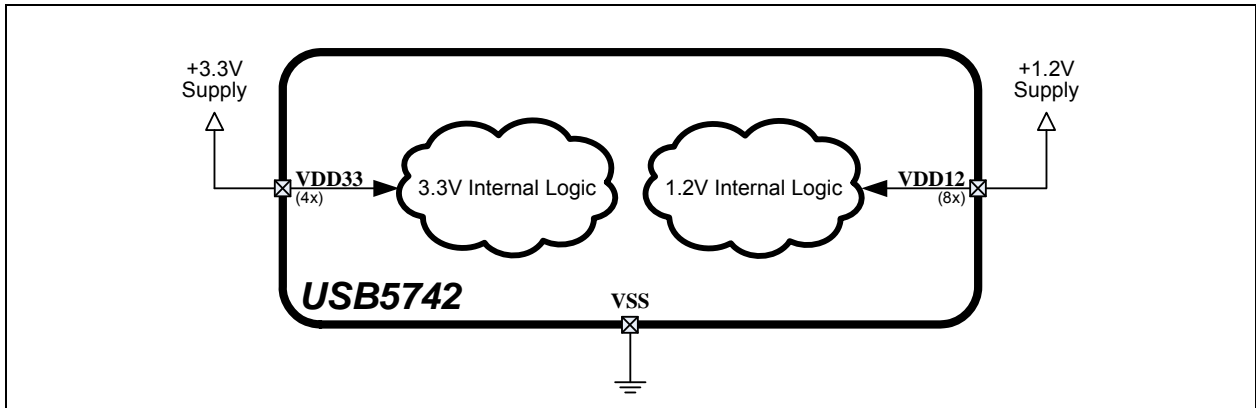 +3.3V
Supply
+1.2V
Supply
VDD33
(4x)
3.3V Internal Logic
1.2V Internal Logic
VDD12
(8x)
USB5742
VSS